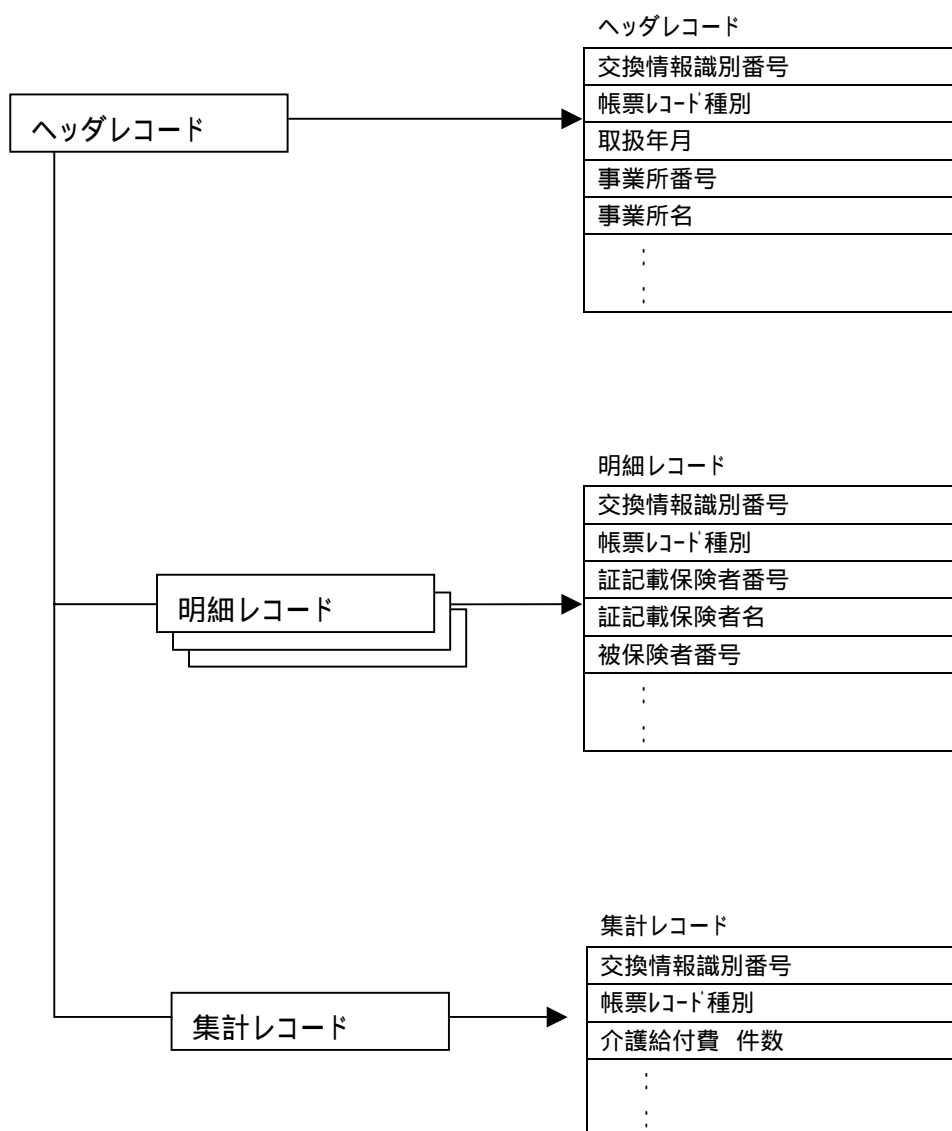 ヘッダレコード
交換情報識別番号
帳票ﾚｺｰﾄﾞ種別
取扱年月
事業所番号
事業所名
:
:
ヘッダレコード
明細レコード
交換情報識別番号
帳票ﾚｺｰﾄﾞ種別
証記載保険者番号
証記載保険者名
被保険者番号
:
:
明細レコード
集計レコード
交換情報識別番号
帳票ﾚｺｰﾄﾞ種別
介護給付費 件数
:
:
集計レコード